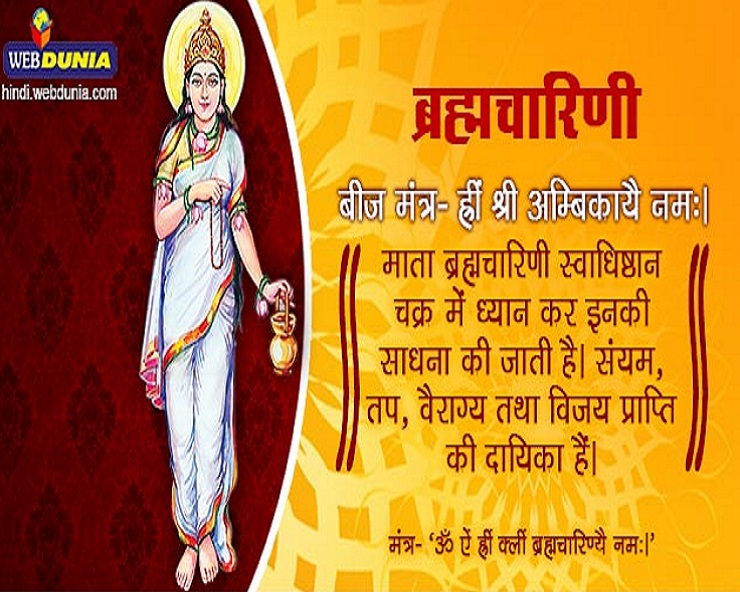 WEBDUNIA
hindi.webdunia.com
ब्रह्मचारिणी
बीज मंत्र- ह्रीं श्री अम्बिकायै नमः|
माता ब्रह्मचारिणी स्वाधिष्ठान
चक्र में ध्यान कर इनकी
साधना की जाती है| संयम,
तप, वैराग्य तथा विजय प्राप्ति
की दायिका हैं|
मंत्र- ‘ॐ ऐं ह्रीं क्लीं ब्रह्मचारिण्यै नमः|’